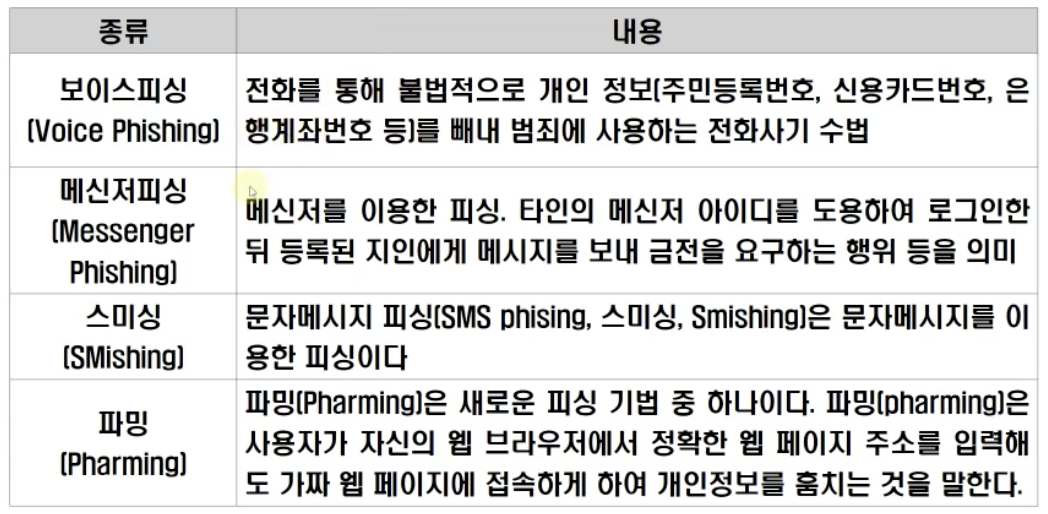 종류
내용
보이스피싱
(Voice Phishing)
전화를 통해 불법적으로 개인 정보(주민등록번호, 신용카드번호, 은
행계좌번호 등)를 빼내 범죄에 사용하는 전화사기 수법
메신저피싱
(Messenger
Phishing)
메신저를 이용한 피싱. 타인의 메신저 아이디를 도용하여 로그인한
뒤 등록된 지인에게 메시지를 보내 금전을 요구하는 행위 등을 의미
스미싱
(SMishing)
문자메시지 피싱(SMS phising, 스미싱, Smishing)은 문자메시지를 이
용한 피싱이다
파밍
(Pharming)
파밍(Pharming)은 새로운 피싱 기법 중 하나이다. 파밍(pharming)은
사용자가 자신의 웹 브라우저에서 정확한 웹 페이지 주소를 입력해
도 가짜 웹 페이지에 접속하게 하여 개인정보를 훔치는 것을 말한다.